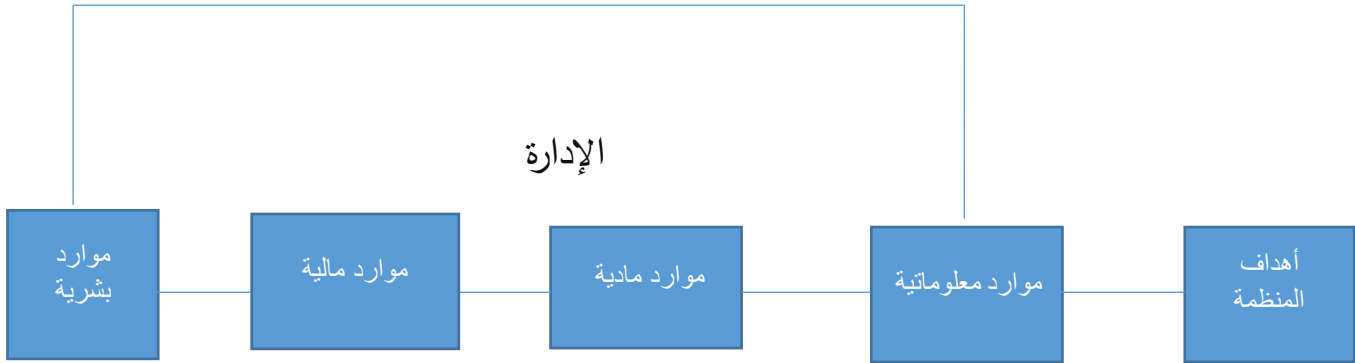 الإدارة
موارد
بشرية
موارد مالية
موارد مادية
موارد معلوماتية
أهداف
المنظمة